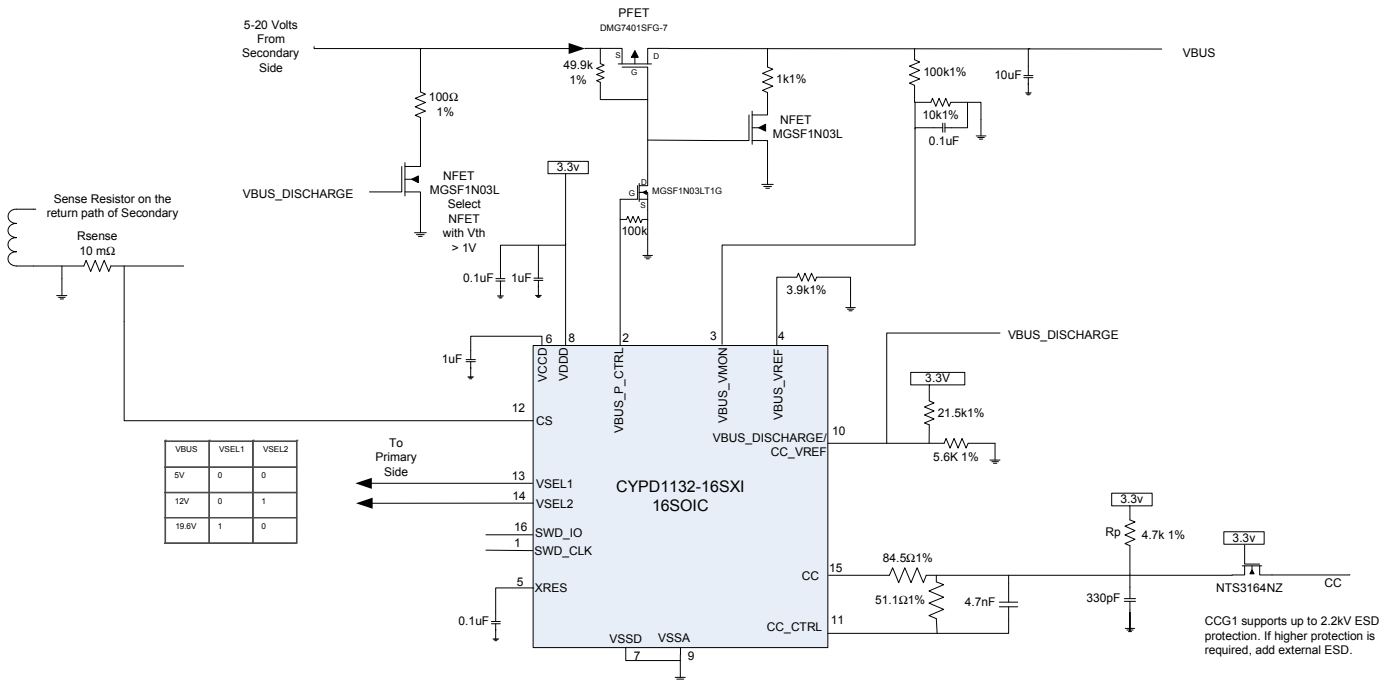 5-20 Volts
From
Secondary
Side
PFET
DMG7401SFG-7
S
D
G
49.9k
1%
VBUS
100Ω
1%
1k1%
100k1%
10uF
10k1%
0.1uF
NFET
MGSF1N03L
VBUS_DISCHARGE
NFET
MGSF1N03L
Select
NFET
with Vth
> 1V
3.3v
D
G
S
MGSF1N03LT1G
100k
Sense Resistor on the
return path of Secondary
Rsense
10 mΩ
0.1uF
1uF
3.9k1%
1uF
6
8
2
3
4
VCCD
VDDD
VBUS_P_CTRL
VBUS_VMON
VBUS_VREF
VBUS_DISCHARGE
3.3V
21.5k1%
5.6K 1%
12
CS
VBUS_DISCHARGE/
CC_VREF
10
VBUS VSEL1 VSEL2
5V 0 0
12V 0 1
19.6V 1 0
To
Primary
Side
13
VSEL1
14
VSEL2
CYPD1132-16SXI
16SOIC
16
SWD_IO
1
SWD_CLK
5
XRES
0.1uF
VSSD
VSSA
7
9
CC
15
84.5Ω1%
51.1Ω1%
4.7nF
CC_CTRL
11
3.3v
Rp
4.7k 1%
330pF
3.3v
NTS3164NZ
CC
CCG1 supports up to 2.2kV ESD
protection. If higher protection is
required, add external ESD.